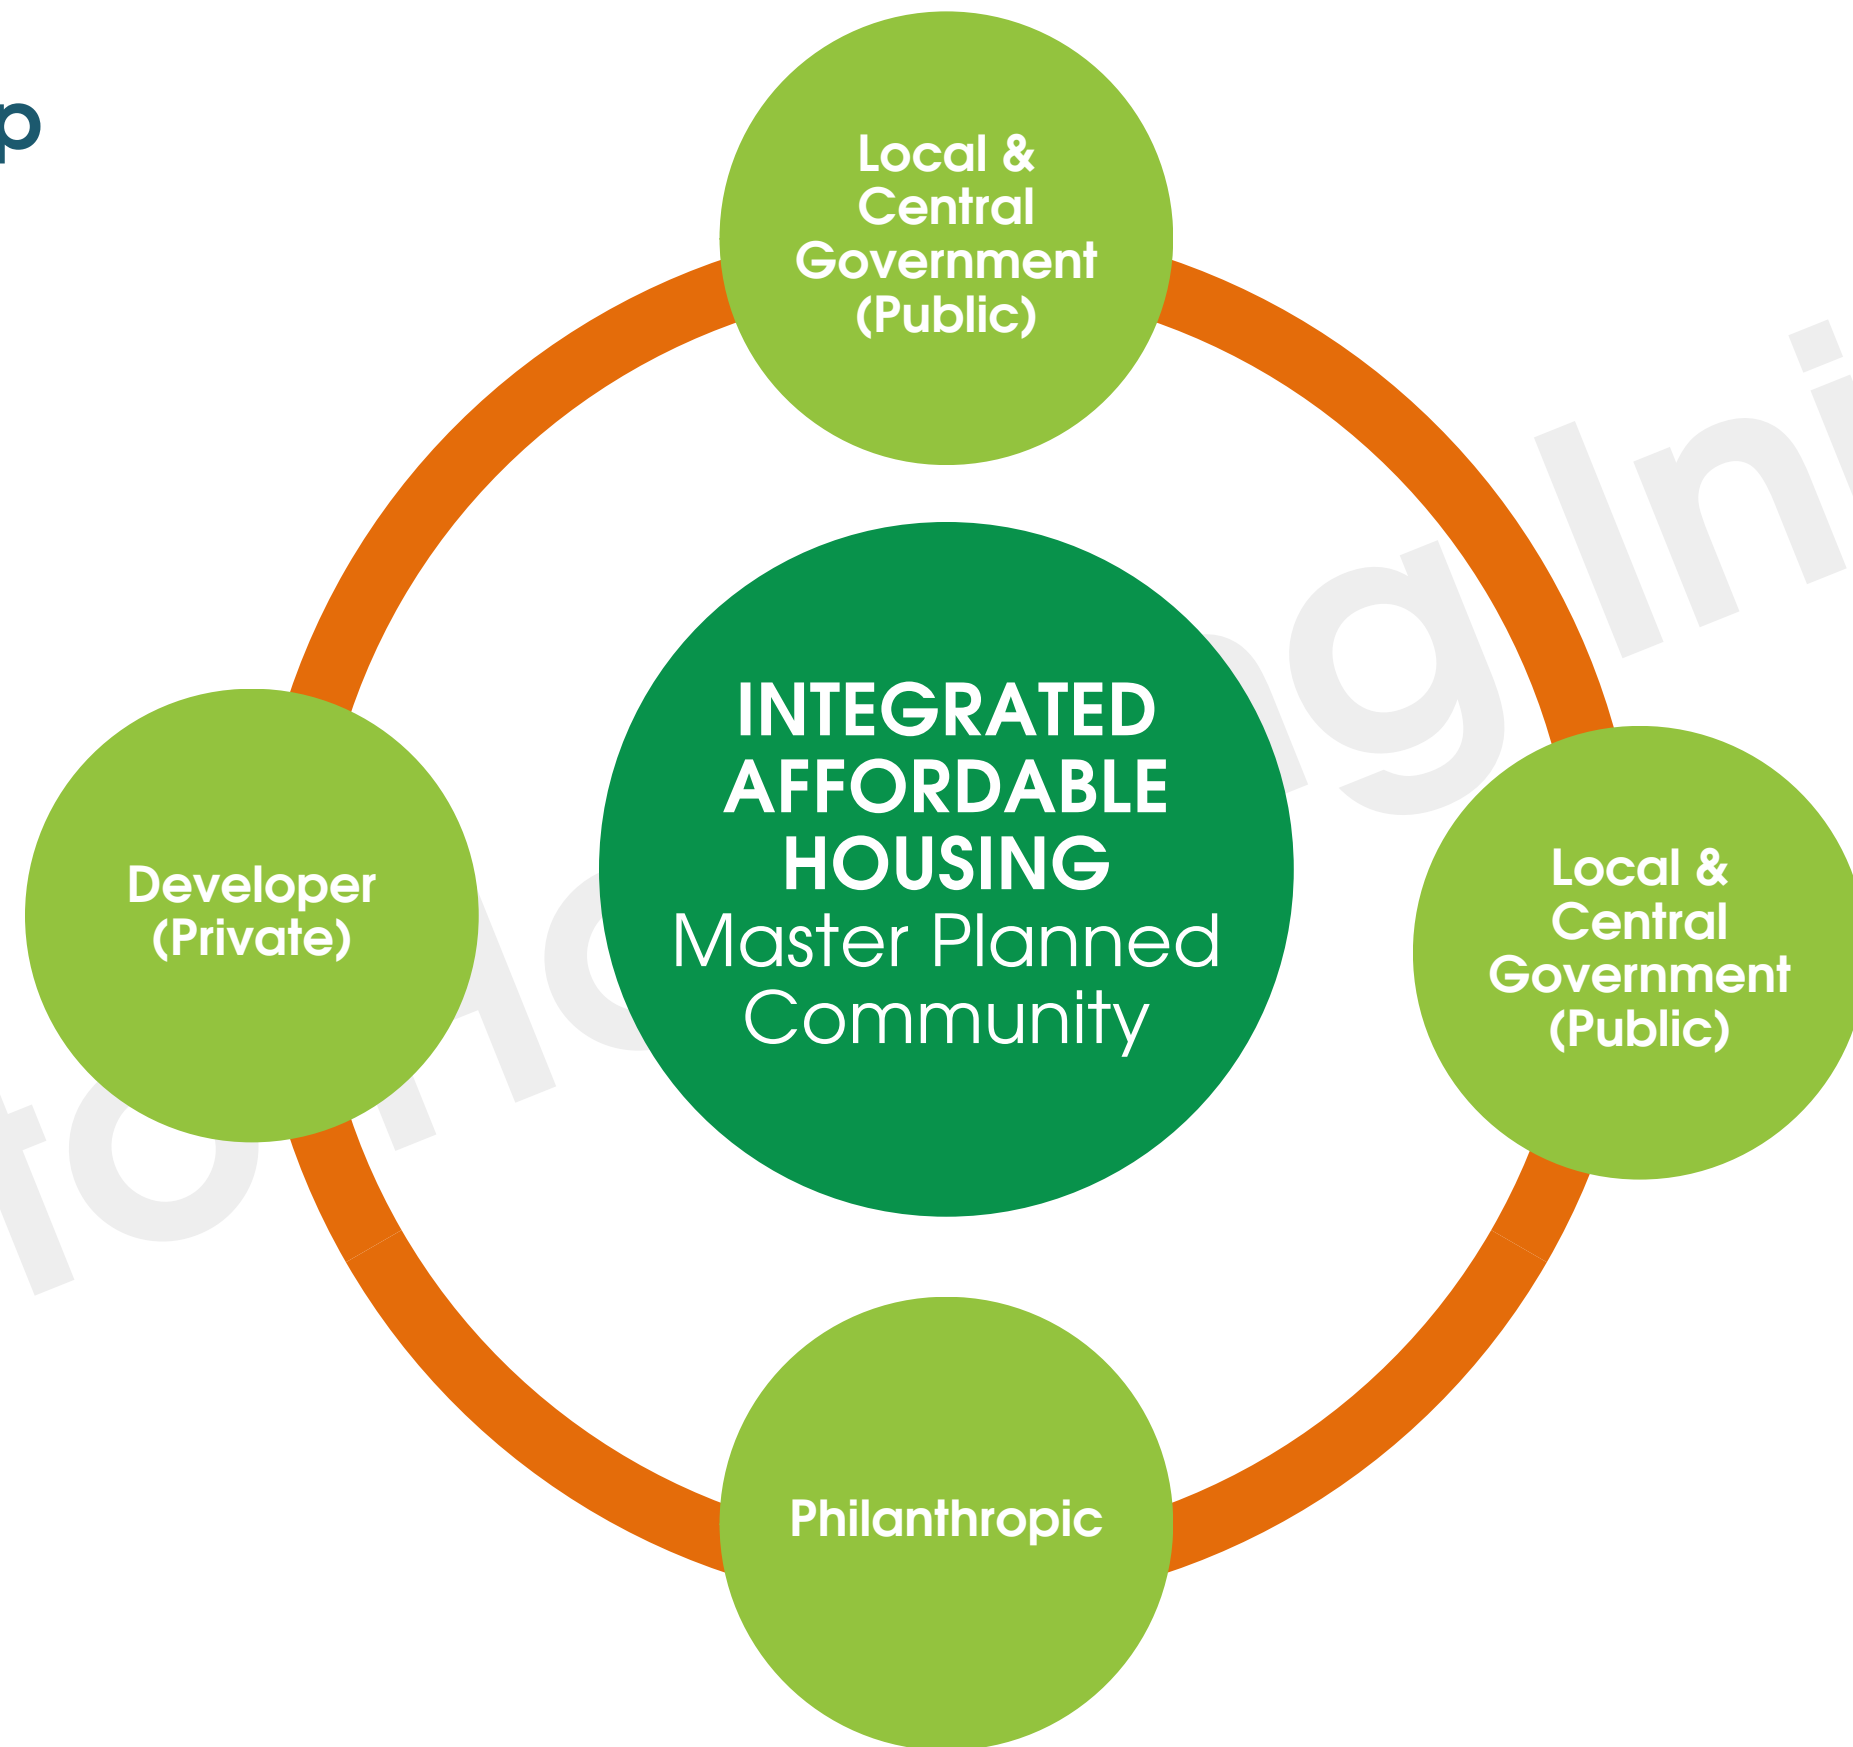 p
Local &
Central
Government
(Public)
INTEGRATED
AFFORDABLE
HOUSING
Master Planned
Community
Developer
(Private)
Local &
Central
Government
(Public)
Philanthropic